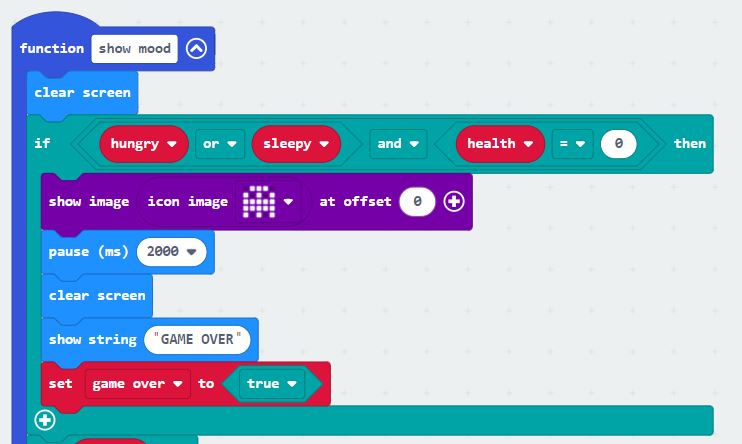 function show mood
clear screen
if hungry or sleepy and health = 0 then
show image icon image at offset 0
pause (ms) 2000
clear screen
show string "GAME OVER"
set game over to true